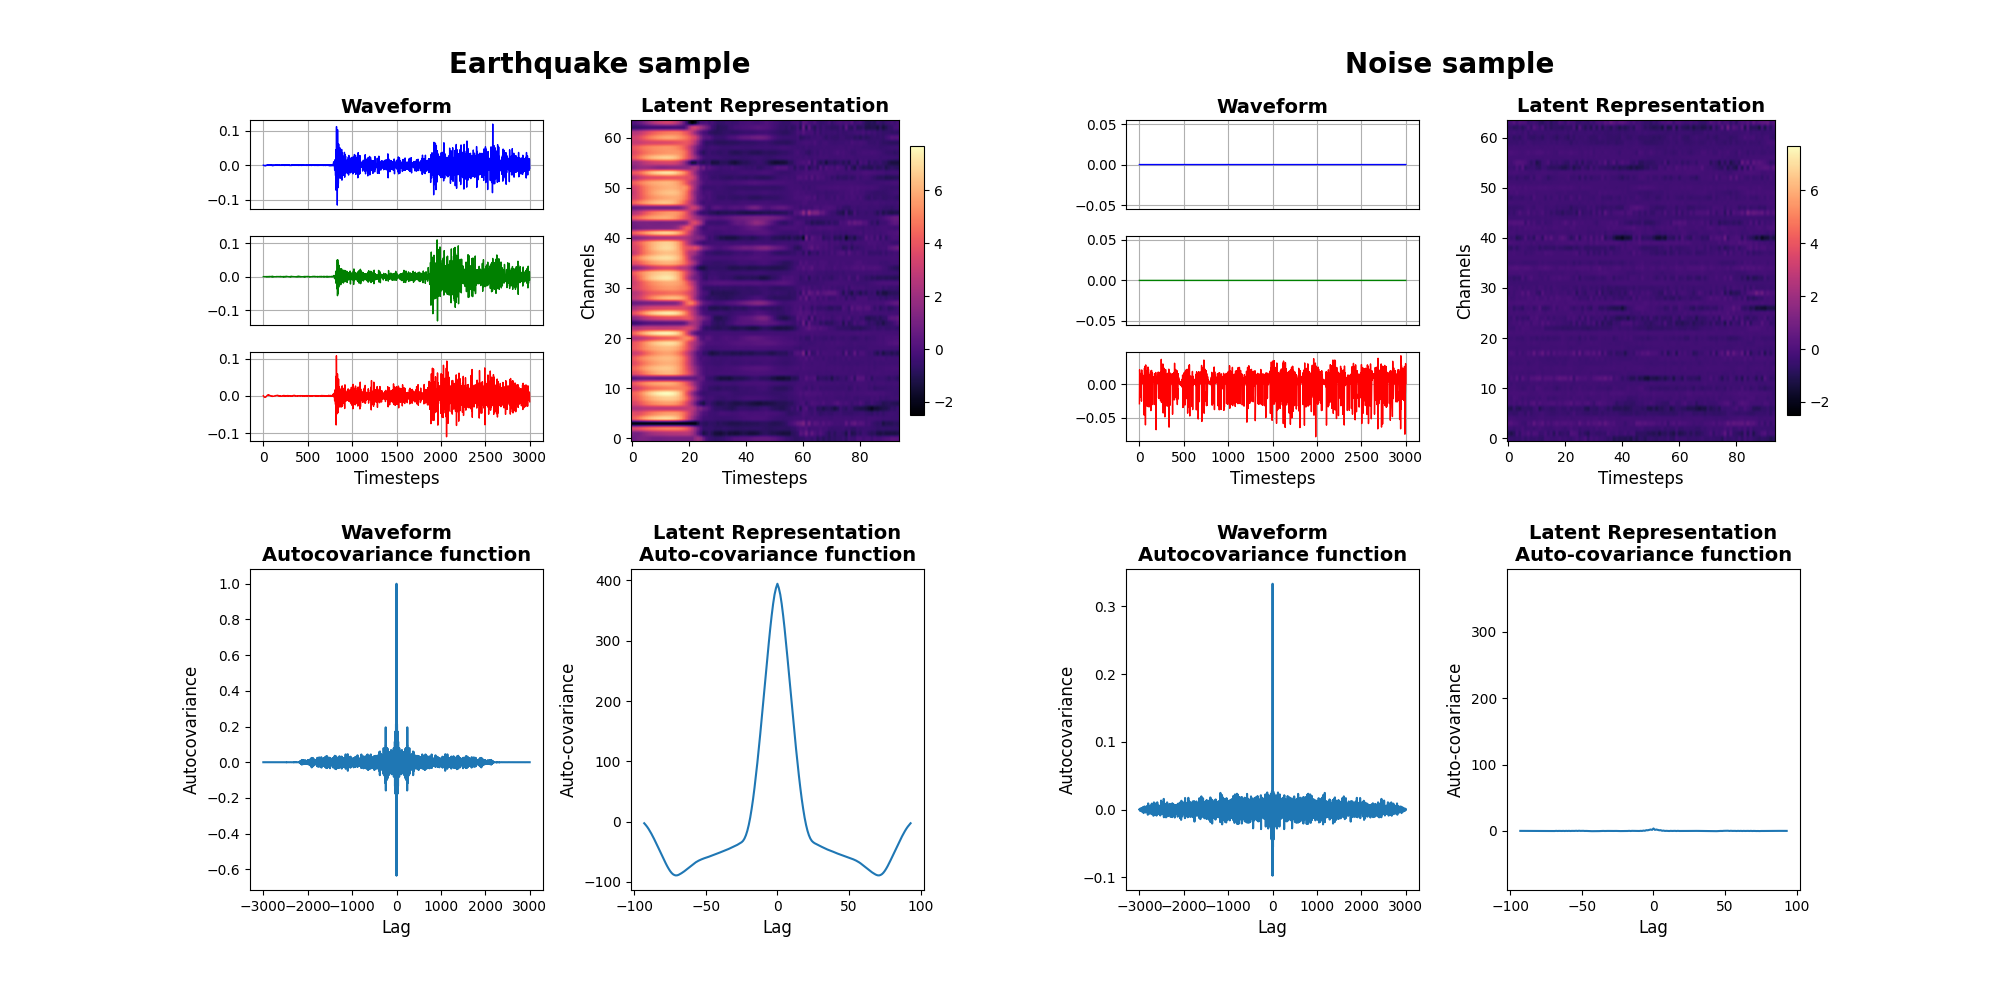 Earthquake sample
Noise sample
Waveform
Latent Representation
Waveform
Latent Representation
0.1
0.0
−0.1
0.1
0.0
−0.1
0.1
0.0
−0.1
0 500 1000 1500 2000 2500 3000
Timesteps
Channels
60
50
40
30
20
10
0
0 20 40 60 80
Timesteps
6
4
2
0
−2
0.05
0.00
−0.05
0.05
0.00
−0.05
0.00
−0.05
0 500 1000 1500 2000 2500 3000
Timesteps
Channels
60
50
40
30
20
10
0
0 20 40 60 80
Timesteps
6
4
2
0
−2
Waveform
Autocovariance function
Autocovariance
1.0
0.8
0.6
0.4
0.2
0.0
−0.2
−0.4
−0.6
−3000 −2000 −1000 0 1000 2000 3000
Lag
Latent Representation
Auto-covariance function
Auto-covariance
400
300
200
100
0
−100
−100 −50 0 50 100
Lag
Waveform
Autocovariance function
Autocovariance
0.3
0.2
0.1
0.0
−0.1
−3000 −2000 −1000 0 1000 2000 3000
Lag
Latent Representation
Auto-covariance function
Auto-covariance
300
200
100
0
−100 −50 0 50 100
Lag